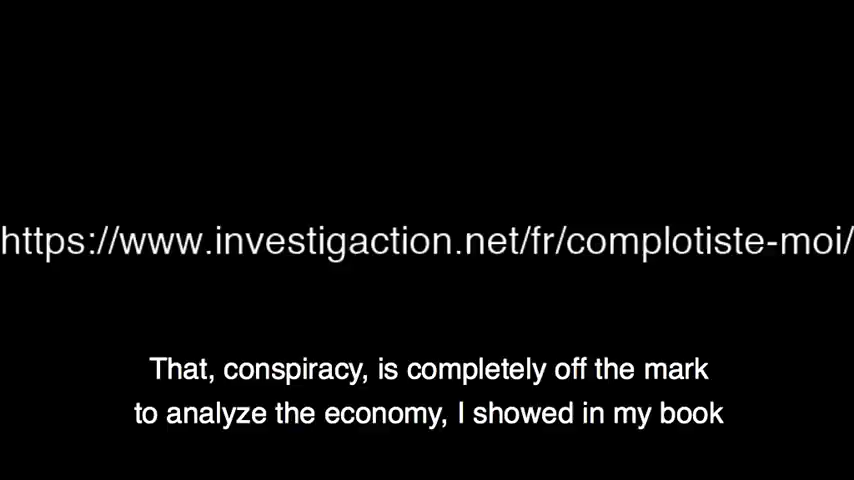 https://www.investigaction.net/fr/complotiste-moi/
That, conspiracy, is completely off the mark
to analyze the economy, I showed in my book